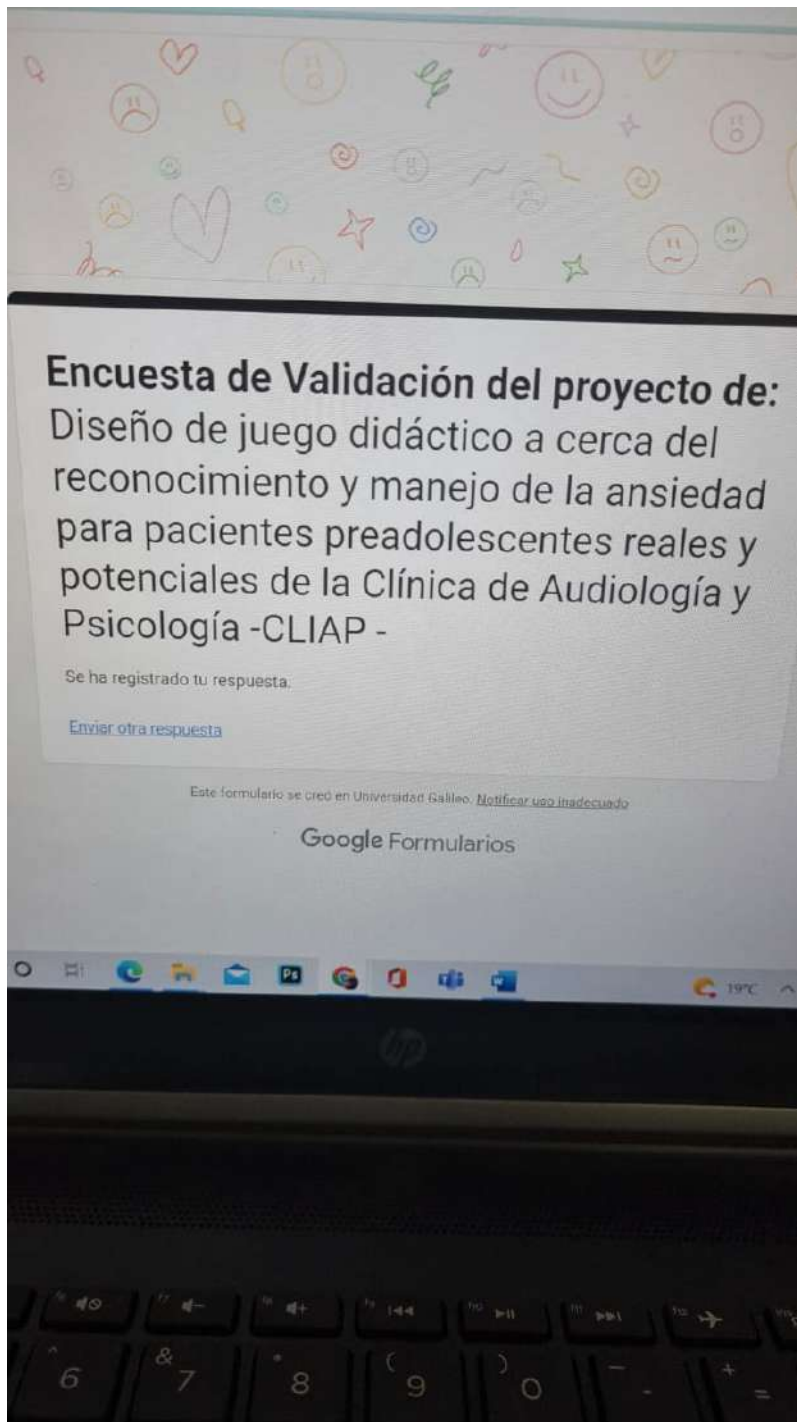 Encuesta de Validación del proyecto de:
Diseño de juego didáctico a cerca del
reconocimiento y manejo de la ansiedad
para pacientes preadolescentes reales y
potenciales de la Clínica de Audiología y
Psicología -CLIAP -
Se ha registrado tu respuesta.
Enviar otra respuesta
Este formulario se creó en Universidad Galileo. Notificar uso inadecuado
Google Formularios
Ps
19°C
hp
& ( ) - +
6 7 8 9 0 - =